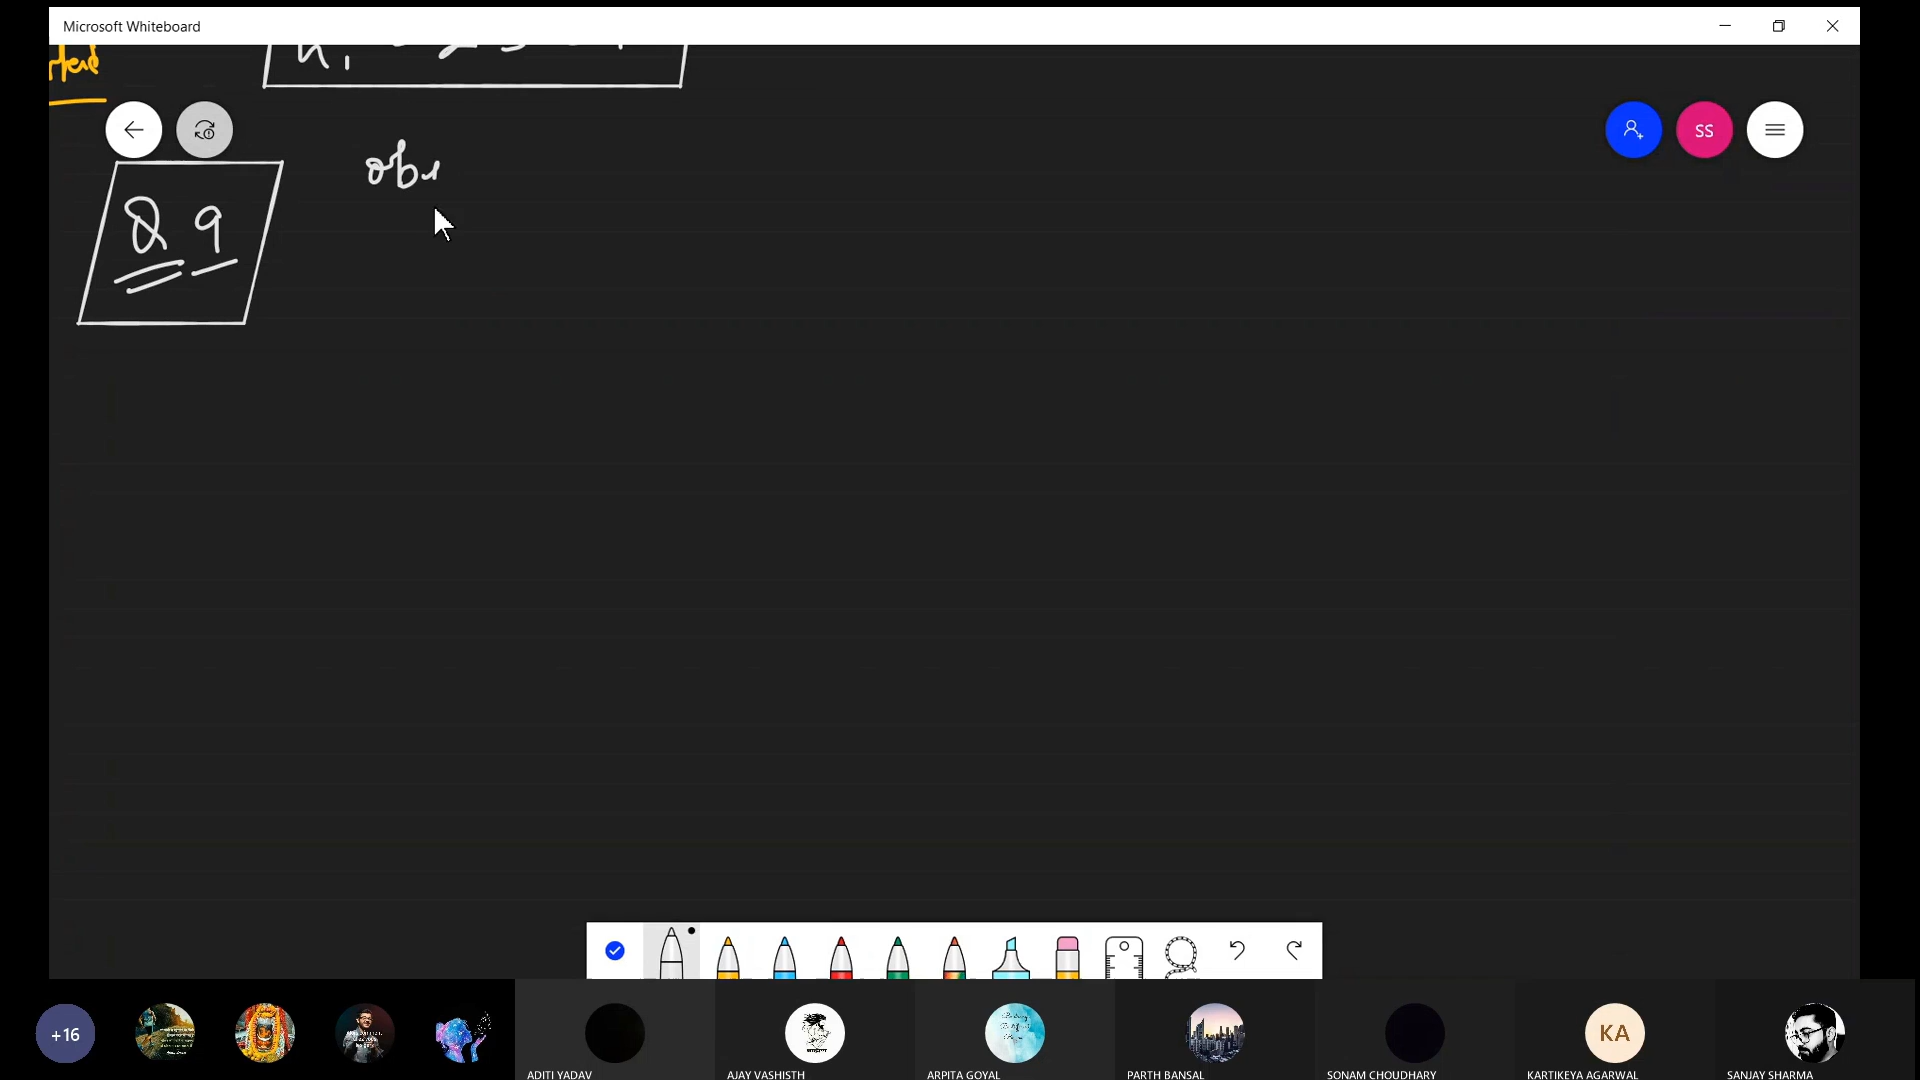 Microsoft Whiteboard
SS
Q 9
obs
+16
ADITI YADAV
AJAY VASHISTH
ARPITA GOYAL
PARTH BANSAL
SONAM CHOUDHARY
KA
KARTIKEYA AGARWAL
SANJAY SHARMA